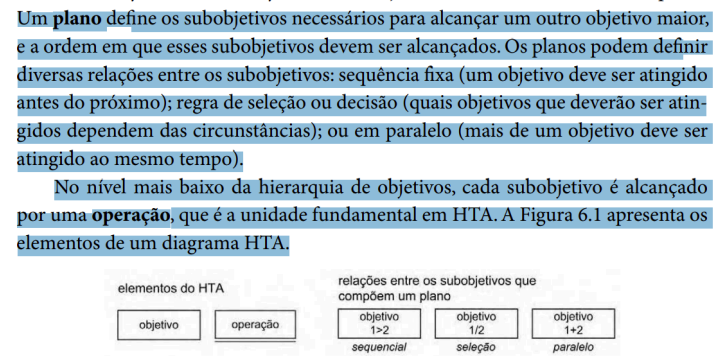 Um plano define os subobjetivos necessários para alcançar um outro objetivo maior,
e a ordem em que esses subobjetivos devem ser alcançados. Os planos podem definir
diversas relações entre os subobjetivos: sequência fixa (um objetivo deve ser atingido
antes do próximo); regra de seleção ou decisão (quais objetivos que deverão ser atin-
gidos dependem das circunstâncias); ou em paralelo (mais de um objetivo deve ser
atingido ao mesmo tempo).
No nível mais baixo da hierarquia de objetivos, cada subobjetivo é alcançado
por uma operação, que é a unidade fundamental em HTA. A Figura 6.1 apresenta os
elementos de um diagrama HTA.
elementos do HTA
objetivo
operação
relações entre os subobjetivos que
compõem um plano
objetivo
1>2
sequencial
objetivo
1/2
seleção
objetivo
1+2
paralelo